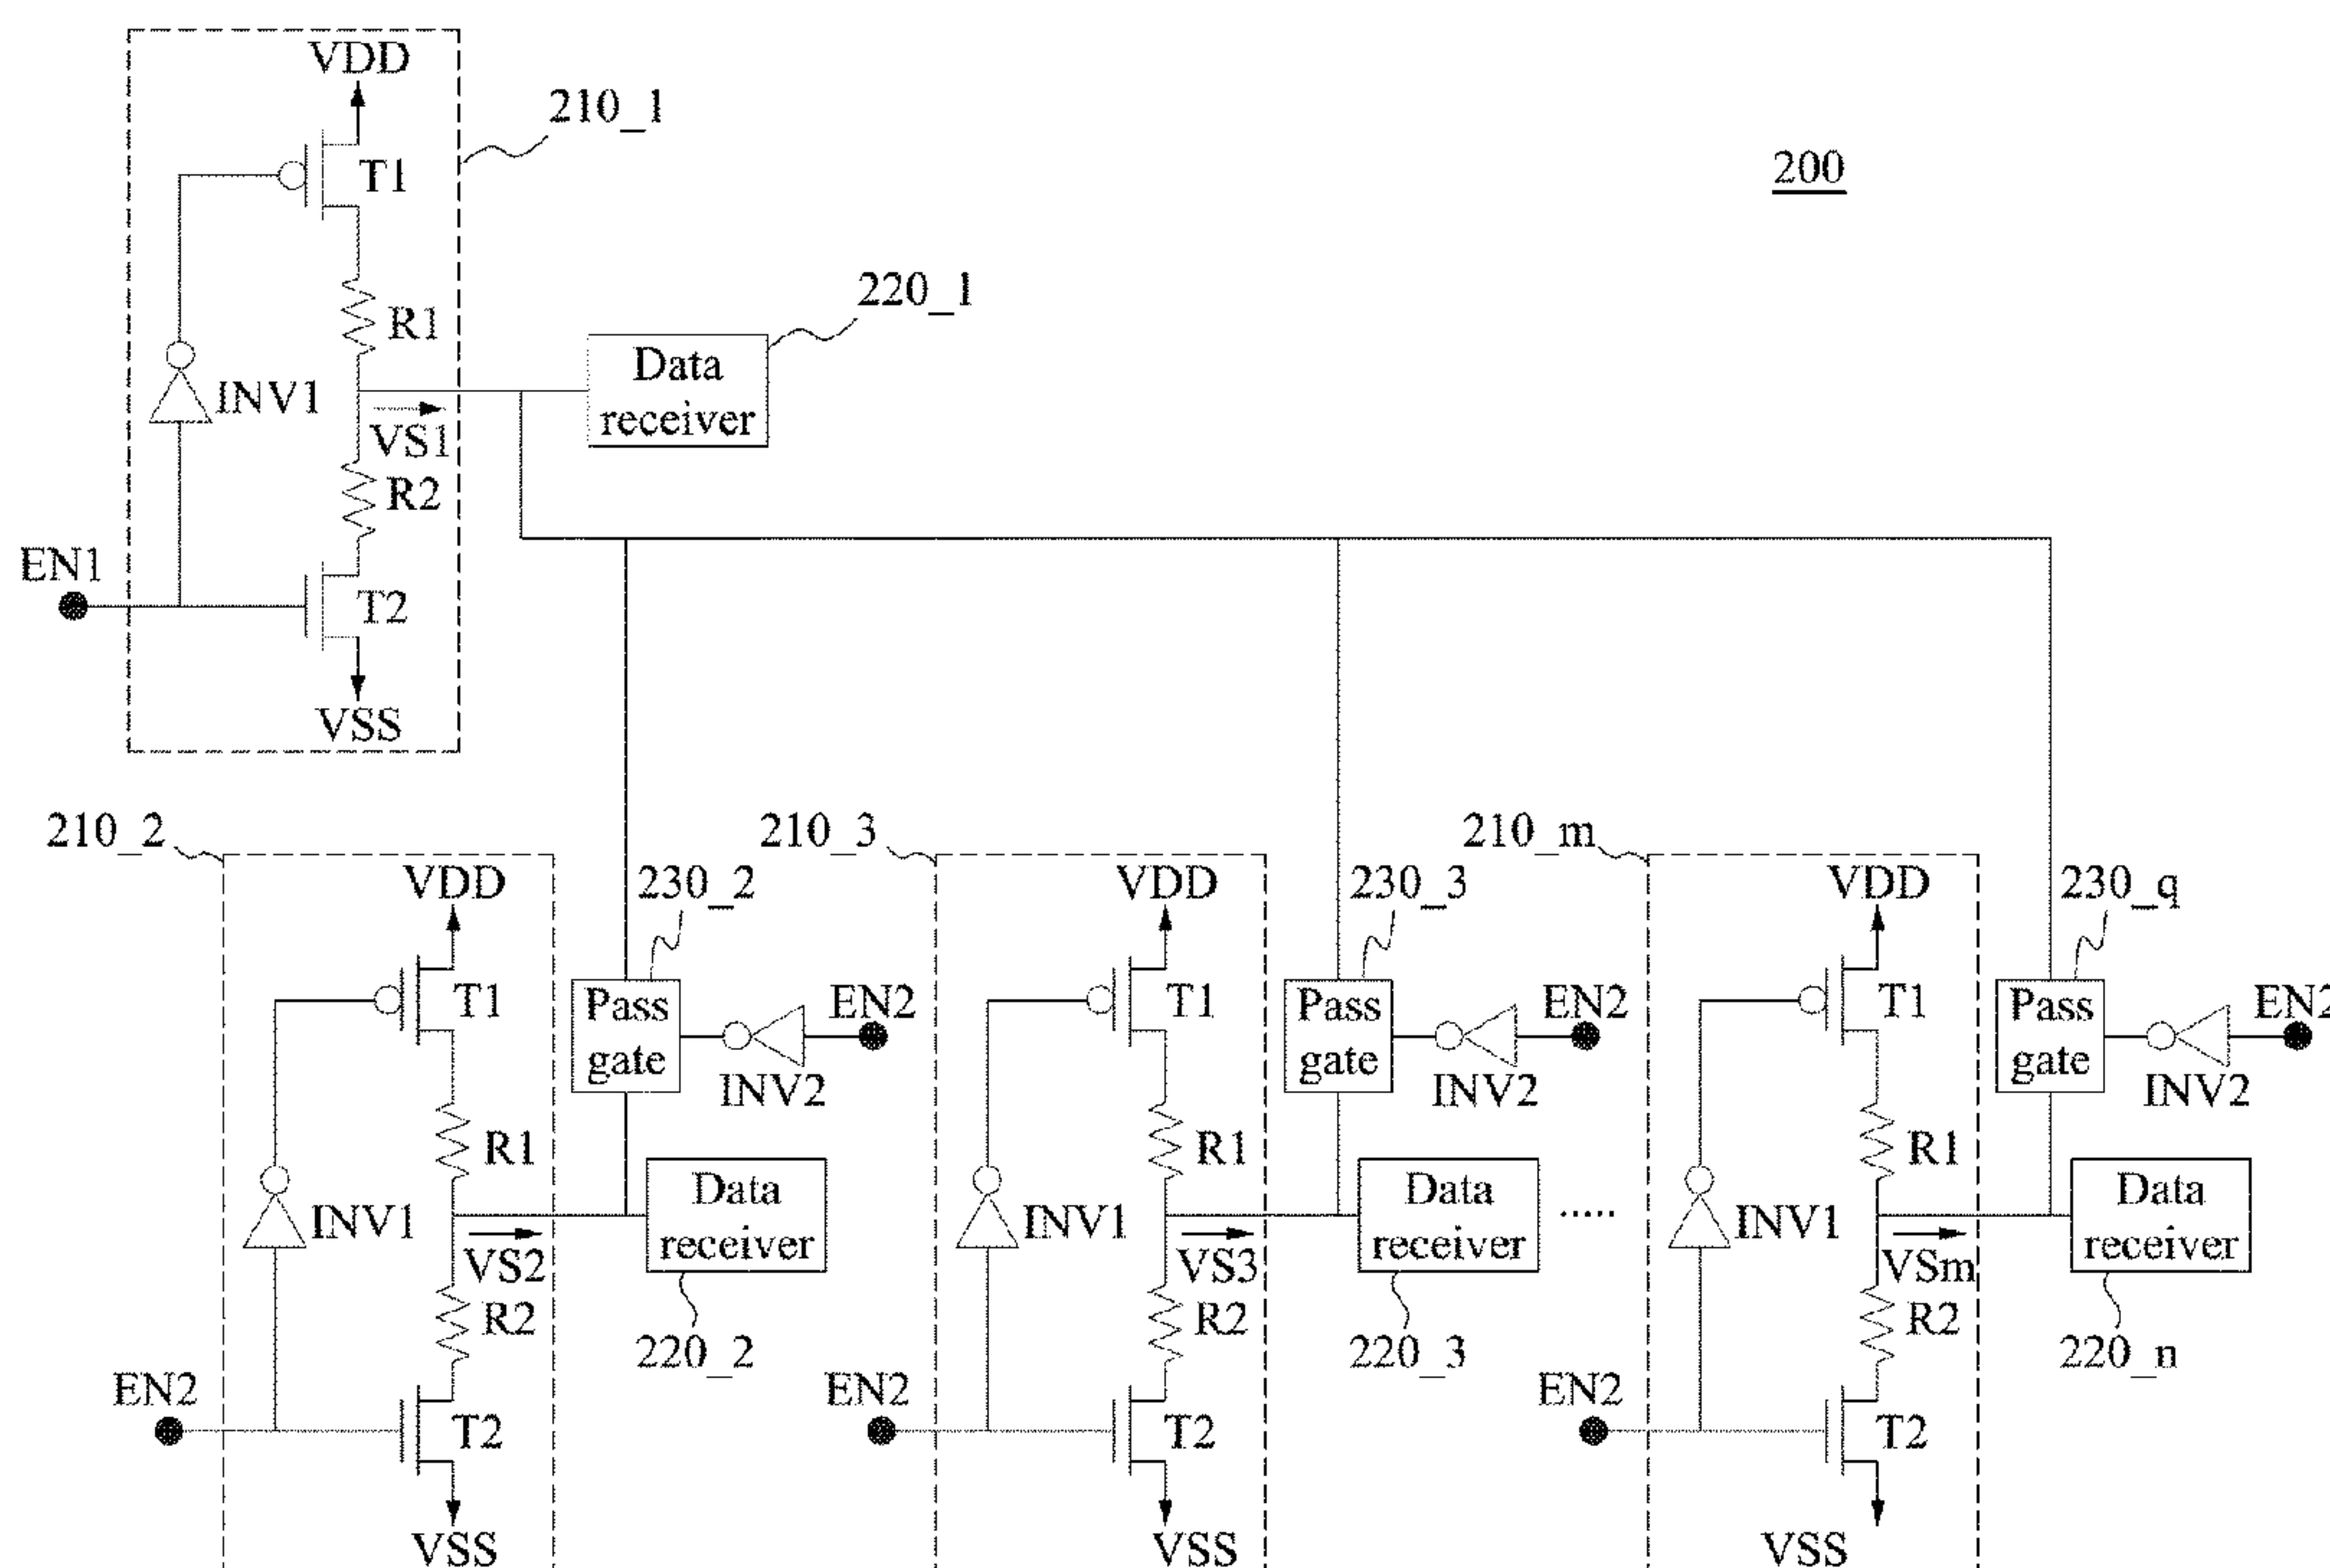 VDD
210_1
T1
200
R1
220_1
Data
receiver
INV1
VS1
R2
EN1
T2
VSS
210_2
VDD
230_2
T1
Pass
gate
EN2
INV2
R1
INV1
Data
receiver
VS2
R2
220_2
EN2
T2
VSS
210_3
VDD
230_3
T1
Pass
gate
EN2
INV2
R1
INV1
Data
receiver
.....
VS3
R2
220_3
EN2
T2
VSS
210_m
VDD
230_q
T1
Pass
gate
EN2
INV2
R1
INV1
Data
receiver
VSm
R2
220_n
EN2
T2
VSS